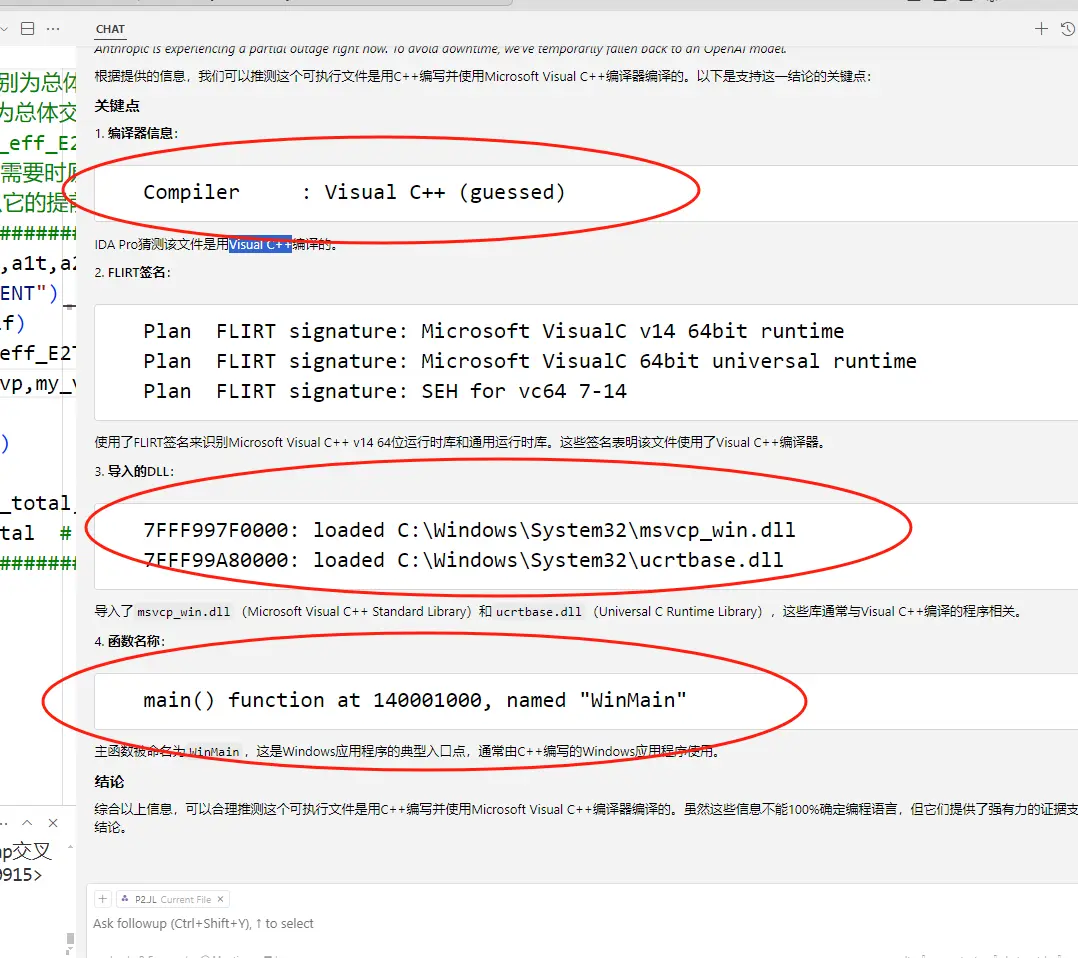 CHAT
Anthropic is experiencing a partial outage right now. To avoid downtime, we've temporarily fallen back to an OpenAI model.
根据提供的信息，我们可以推测这个可执行文件是用C++编写并使用Microsoft Visual C++编译器编译的。以下是支持这一结论的关键点：
关键点
1. 编译器信息：
Compiler : Visual C++ (guessed)
IDA Pro猜测该文件是用Visual C++编译的。
2. FLIRT签名：
Plan FLIRT signature: Microsoft VisualC v14 64bit runtime
Plan FLIRT signature: Microsoft VisualC 64bit universal runtime
Plan FLIRT signature: SEH for vc64 7-14
使用了FLIRT签名来识别Microsoft Visual C++ v14 64位运行时库和通用运行时库。这些签名表明该文件使用了Visual C++编译器。
3. 导入的DLL：
7FFF997F0000: loaded C:\Windows\System32\msvcp_win.dll
7FFF99A80000: loaded C:\Windows\System32\ucrtbase.dll
导入了 msvcp_win.dll （Microsoft Visual C++ Standard Library）和 ucrtbase.dll （Universal C Runtime Library），这些库通常与Visual C++编译的程序相关。
4. 函数名称：
main() function at 140001000, named "WinMain"
主函数被命名为 WinMain ，这是Windows应用程序的典型入口点，通常由C++编写的Windows应用程序使用。
结论
综合以上信息，可以合理推测这个可执行文件是用C++编写并使用Microsoft Visual C++编译器编译的。虽然这些信息不能100%确定编程语言，但它们提供了强有力的证据支
结论。
P2.JL Current File
Ask followup (Ctrl+Shift+Y), ↑ to select
别为总体
为总体交
_eff_E2
需要时
它的提
#######
,a1t,a2
ENT")
f)
eff_E2T
vp,my_v
)
_total_
tal #
#######
ap交叉
0915>